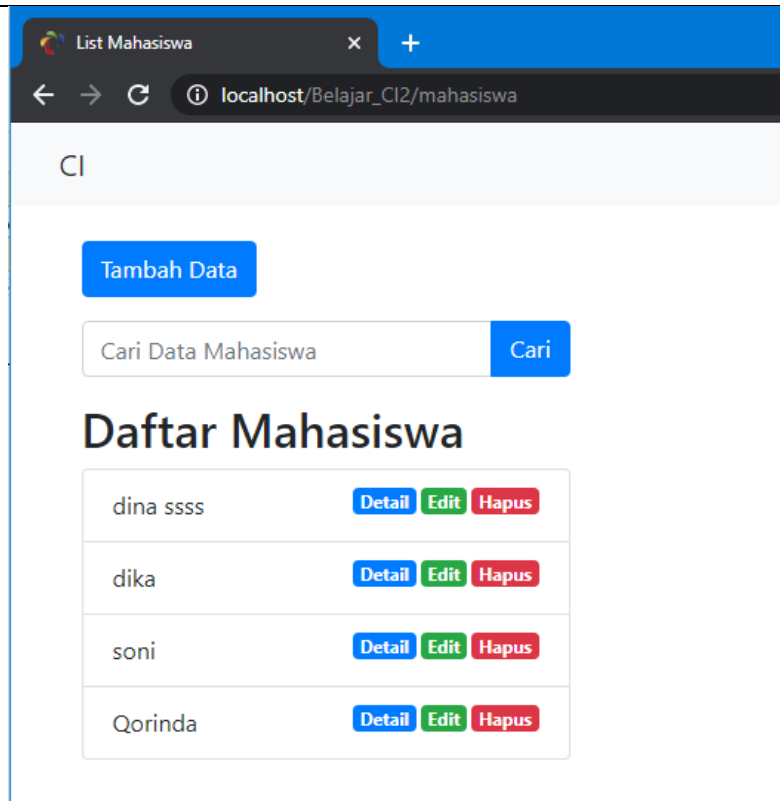 List Mahasiswa
localhost/Belajar_CI2/mahasiswa
CI
Tambah Data
Cari Data Mahasiswa Cari
Daftar Mahasiswa
dina ssss Detail Edit Hapus
dika Detail Edit Hapus
soni Detail Edit Hapus
Qorinda Detail Edit Hapus